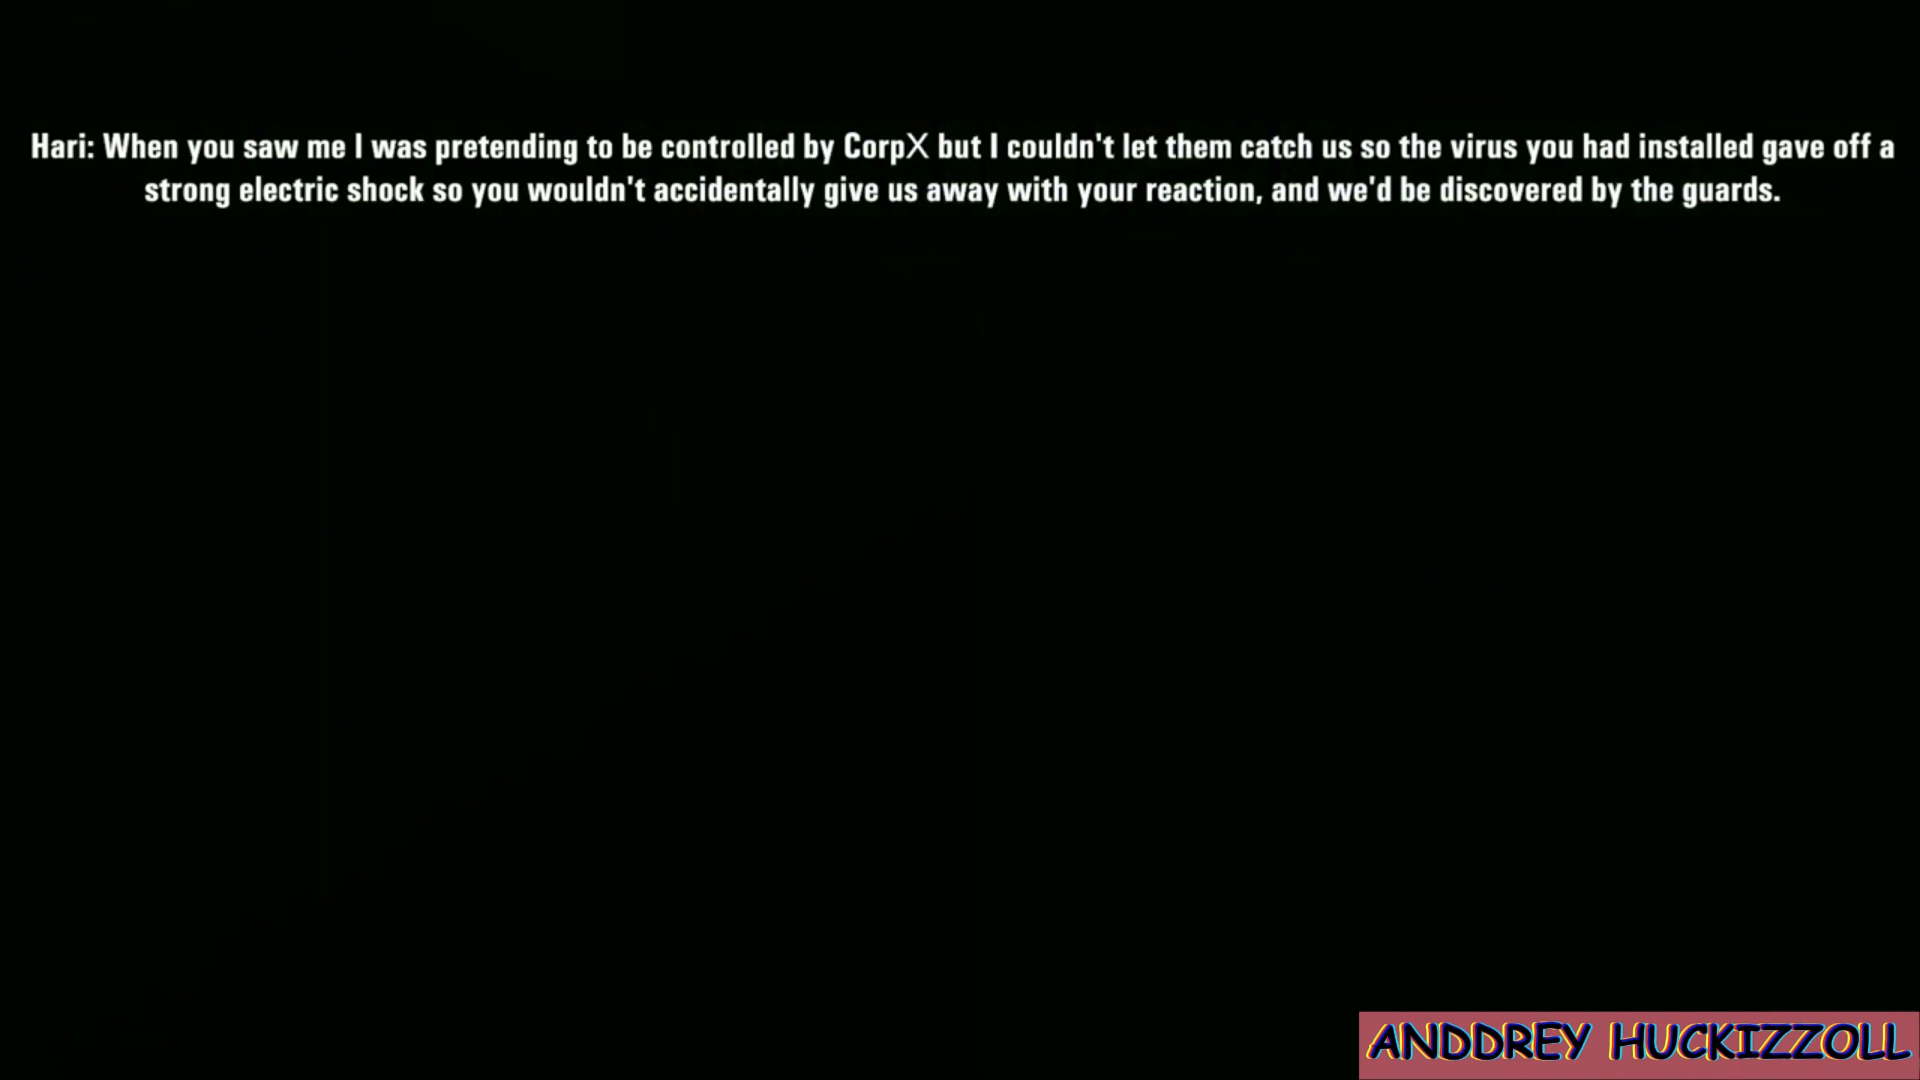 Hari: When you saw me I was pretending to be controlled by CorpX but I couldn't let them catch us so the virus you had installed gave off a
strong electric shock so you wouldn't accidentally give us away with your reaction, and we'd be discovered by the guards.
ANDDREY HUCKIZZOLL